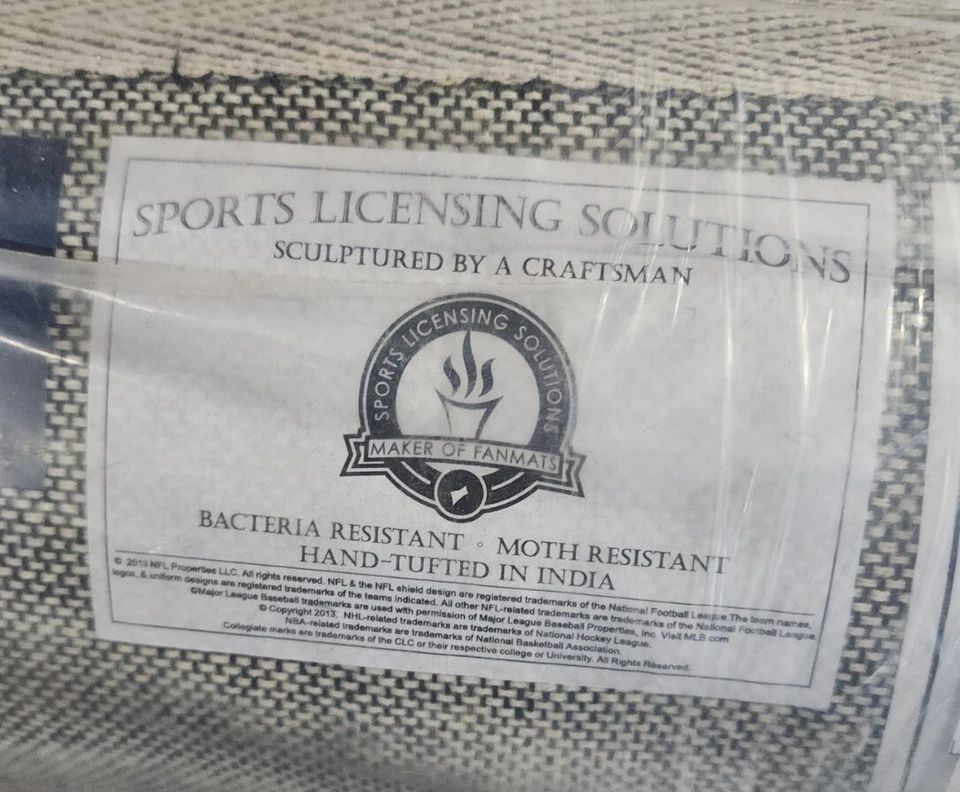 SPORTS LICENSING SOLUTIONS
SCULPTURED BY A CRAFTSMAN
SPORTS LICENSING SOLUTIONS
MAKER OF FANMATS
BACTERIA RESISTANT ◦ MOTH RESISTANT
HAND-TUFTED IN INDIA
© 2013 NFL Properties LLC. All rights reserved. NFL & the NFL shield design are registered trademarks of the National Football League. The team names,
logos, & uniform designs are registered trademarks of the teams indicated. All other NFL-related trademarks are trademarks of the National Football League.
©Major League Baseball trademarks are used with permission of Major League Baseball Properties, Inc. Visit MLB.com
© Copyright 2013. NHL-related trademarks are trademarks of National Hockey League.
NBA-related trademarks are trademarks of National Basketball Association.
Collegiate marks are trademarks of the CLC or their respective college or University. All Rights Reserved.